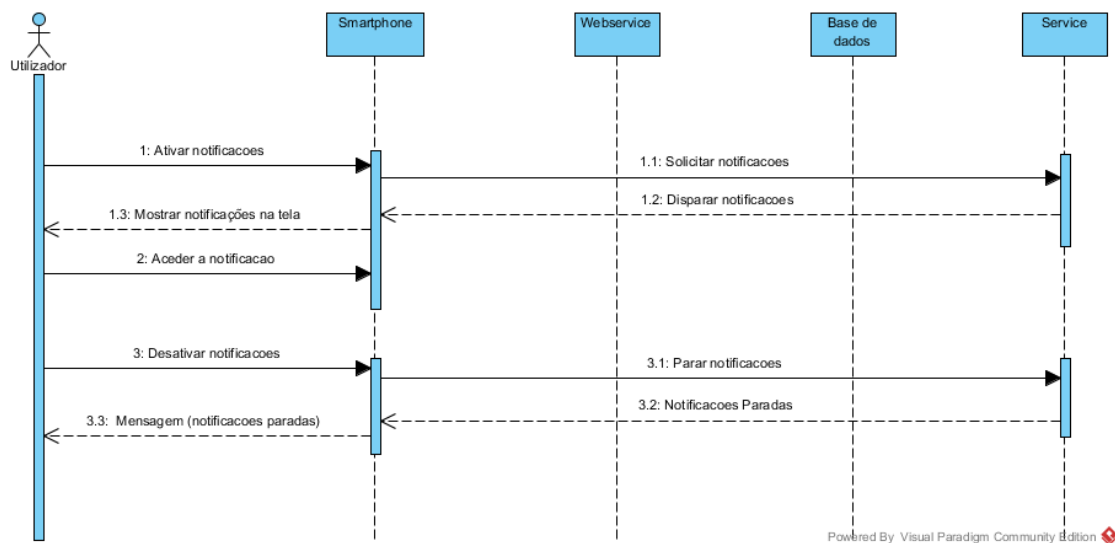 Smartphone
Webservice
Base de
dados
Service
Utilizador
1: Ativar notificacoes
1.1: Solicitar notificacoes
1.2: Disparar notificacoes
1.3: Mostrar notificações na tela
2: Aceder a notificacao
3: Desativar notificacoes
3.1: Parar notificacoes
3.2: Notificacoes Paradas
3.3: Mensagem (notificacoes paradas)
Powered By Visual Paradigm Community Edition